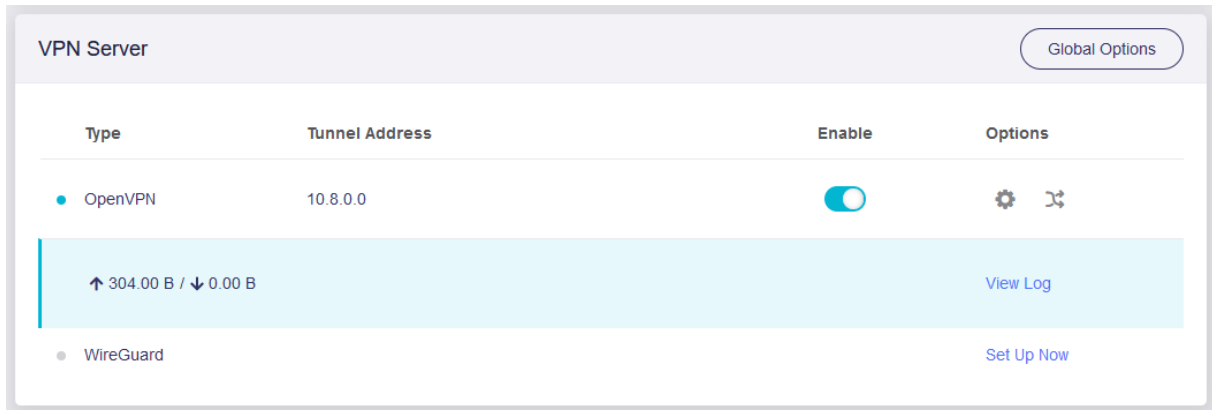 VPN Server
Global Options
Type Tunnel Address Enable Options
OpenVPN 10.8.0.0
↑ 304.00 B / ↓ 0.00 B View Log
WireGuard Set Up Now